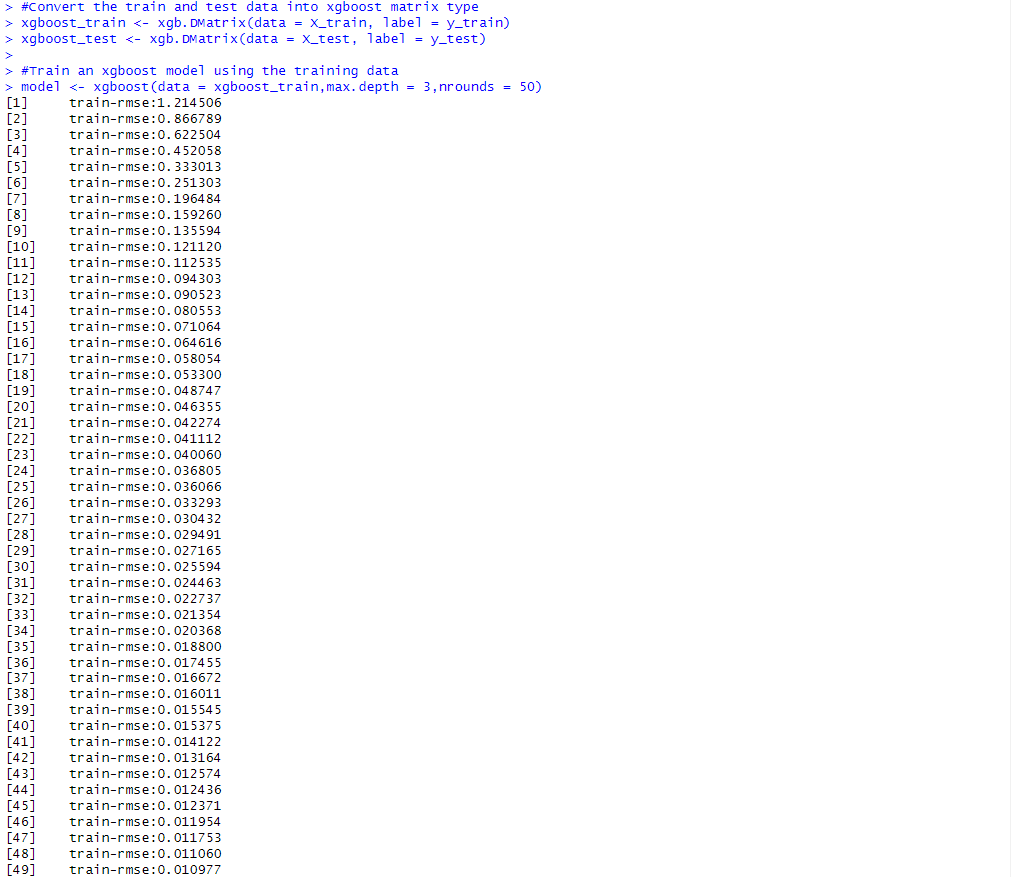 > #Convert the train and test data into xgboost matrix type
> xgboost_train <- xgb.DMatrix(data = X_train, label = y_train)
> xgboost_test <- xgb.DMatrix(data = X_test, label = y_test)
>
> #Train an xgboost model using the training data
> model <- xgboost(data = xgboost_train,max.depth = 3,nrounds = 50)
[1] train-rmse:1.214506
[2] train-rmse:0.866789
[3] train-rmse:0.622504
[4] train-rmse:0.452058
[5] train-rmse:0.333013
[6] train-rmse:0.251303
[7] train-rmse:0.196484
[8] train-rmse:0.159260
[9] train-rmse:0.135594
[10] train-rmse:0.121120
[11] train-rmse:0.112535
[12] train-rmse:0.094303
[13] train-rmse:0.090523
[14] train-rmse:0.080553
[15] train-rmse:0.071064
[16] train-rmse:0.064616
[17] train-rmse:0.058054
[18] train-rmse:0.053300
[19] train-rmse:0.048747
[20] train-rmse:0.046355
[21] train-rmse:0.042274
[22] train-rmse:0.041112
[23] train-rmse:0.040060
[24] train-rmse:0.036805
[25] train-rmse:0.036066
[26] train-rmse:0.033293
[27] train-rmse:0.030432
[28] train-rmse:0.029491
[29] train-rmse:0.027165
[30] train-rmse:0.025594
[31] train-rmse:0.024463
[32] train-rmse:0.022737
[33] train-rmse:0.021354
[34] train-rmse:0.020368
[35] train-rmse:0.018800
[36] train-rmse:0.017455
[37] train-rmse:0.016672
[38] train-rmse:0.016011
[39] train-rmse:0.015545
[40] train-rmse:0.015375
[41] train-rmse:0.014122
[42] train-rmse:0.013164
[43] train-rmse:0.012574
[44] train-rmse:0.012436
[45] train-rmse:0.012371
[46] train-rmse:0.011954
[47] train-rmse:0.011753
[48] train-rmse:0.011060
[49] train-rmse:0.010977